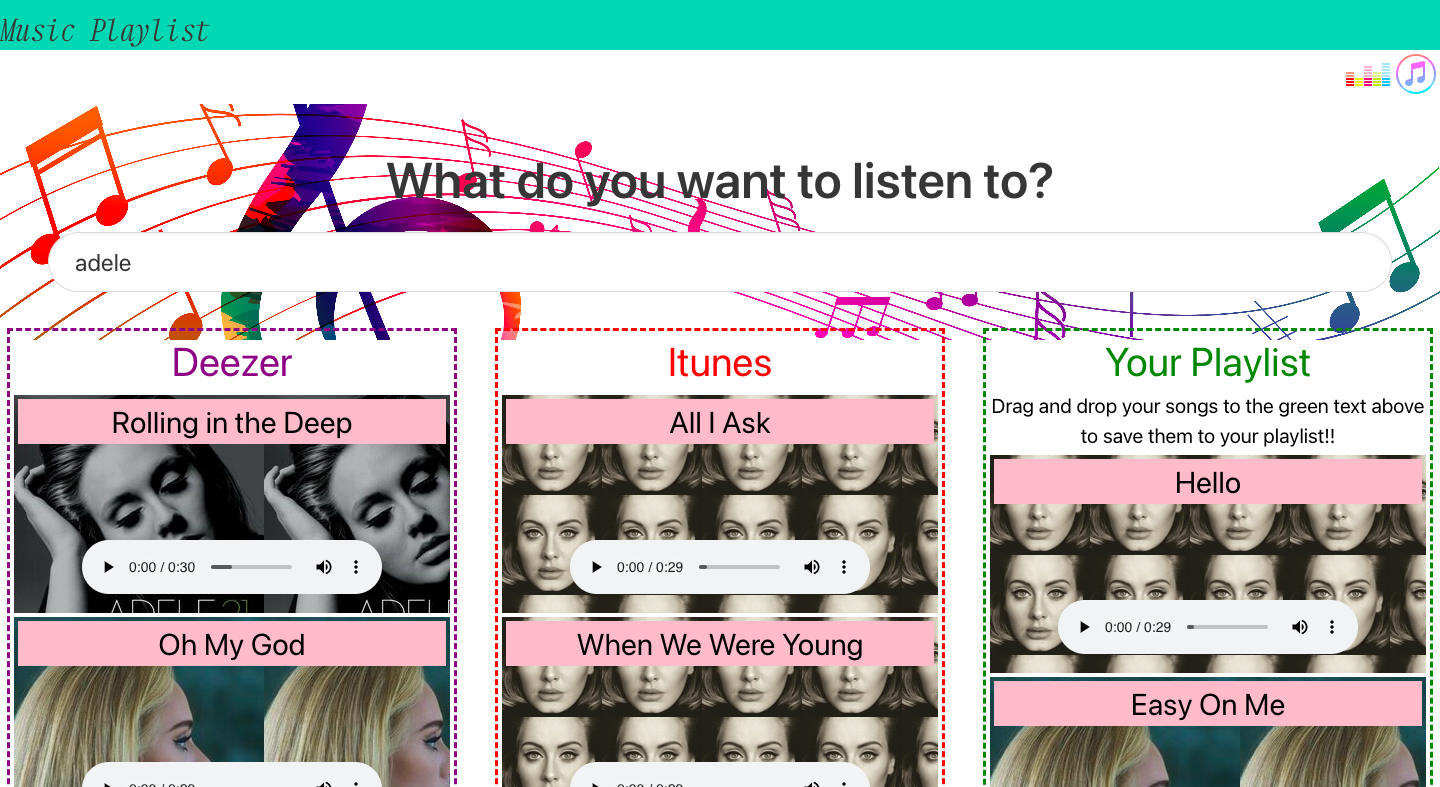 Music Playlist
What do you want to listen to?
adele
Deezer
Rolling in the Deep
0:00 / 0:30
ADELE 21 ADELE
Oh My God
Itunes
All I Ask
0:00 / 0:29
When We Were Young
Your Playlist
Drag and drop your songs to the green text above
to save them to your playlist!!
Hello
0:00 / 0:29
Easy On Me